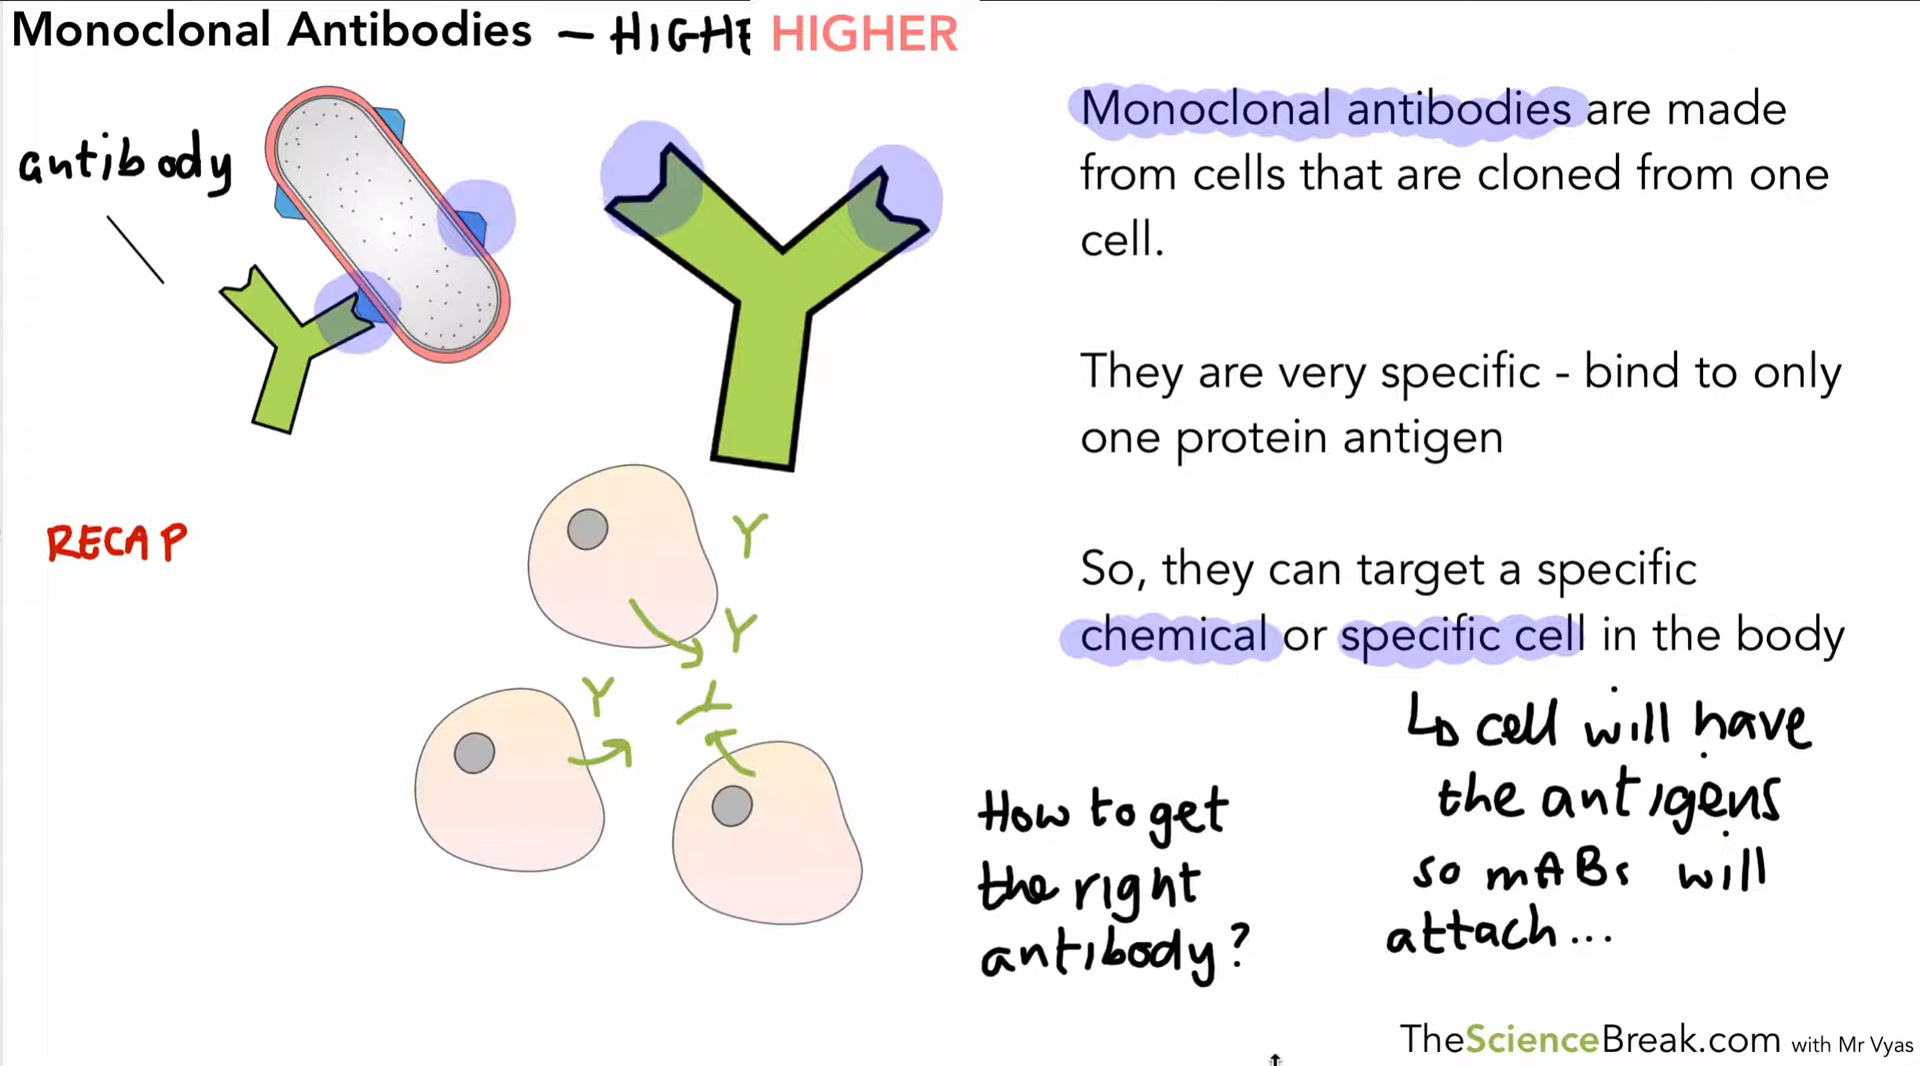 Monoclonal Antibodies - HIGHE HIGHER
antibody
RECAP
Y
Y
Y
Y
Monoclonal antibodies are made
from cells that are cloned from one
cell.
They are very specific - bind to only
one protein antigen
So, they can target a specific
chemical or specific cell in the body
↳ cell will have
the antigens
so mABs will
attach...
How to get
the right
antibody?
TheScienceBreak.com with Mr Vyas